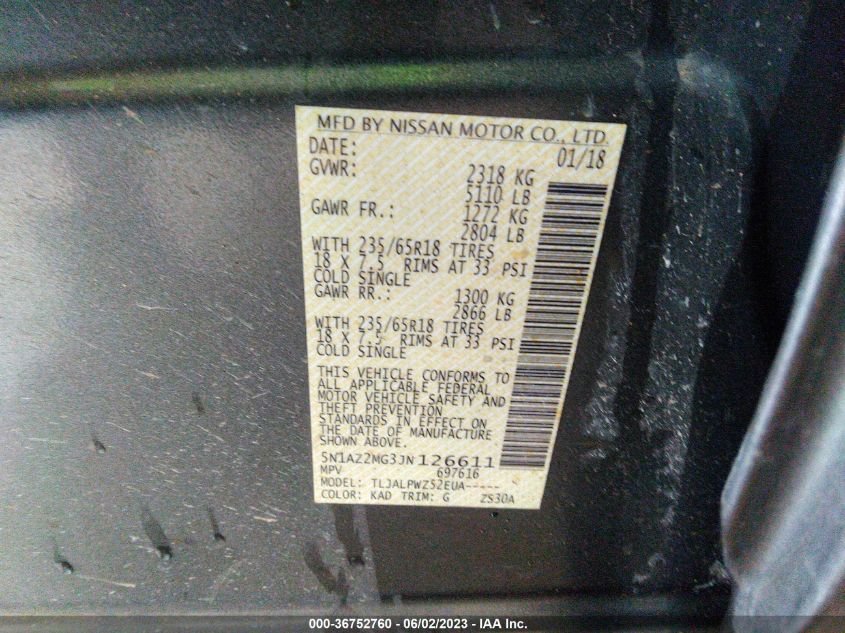 MFD BY NISSAN MOTOR CO., LTD.
DATE: 01/18
GVWR: 2318 KG
5110 LB
GAWR FR.: 1272 KG
2804 LB
WITH 235/65R18 TIRES
18 X 7.5 RIMS AT 33 PSI
COLD SINGLE
GAWR RR.: 1300 KG
2866 LB
WITH 235/65R18 TIRES
18 X 7.5 RIMS AT 33 PSI
COLD SINGLE
THIS VEHICLE CONFORMS TO
ALL APPLICABLE FEDERAL
MOTOR VEHICLE SAFETY AND
THEFT PREVENTION
STANDARDS IN EFFECT ON
THE DATE OF MANUFACTURE
SHOWN ABOVE.
5N1AZ2MG3JN126611
MPV 697616
MODEL: TLJALPWZ52EUA-----
COLOR: KAD TRIM: G ZS30A
000-36752760 - 06/02/2023 - IAA Inc.